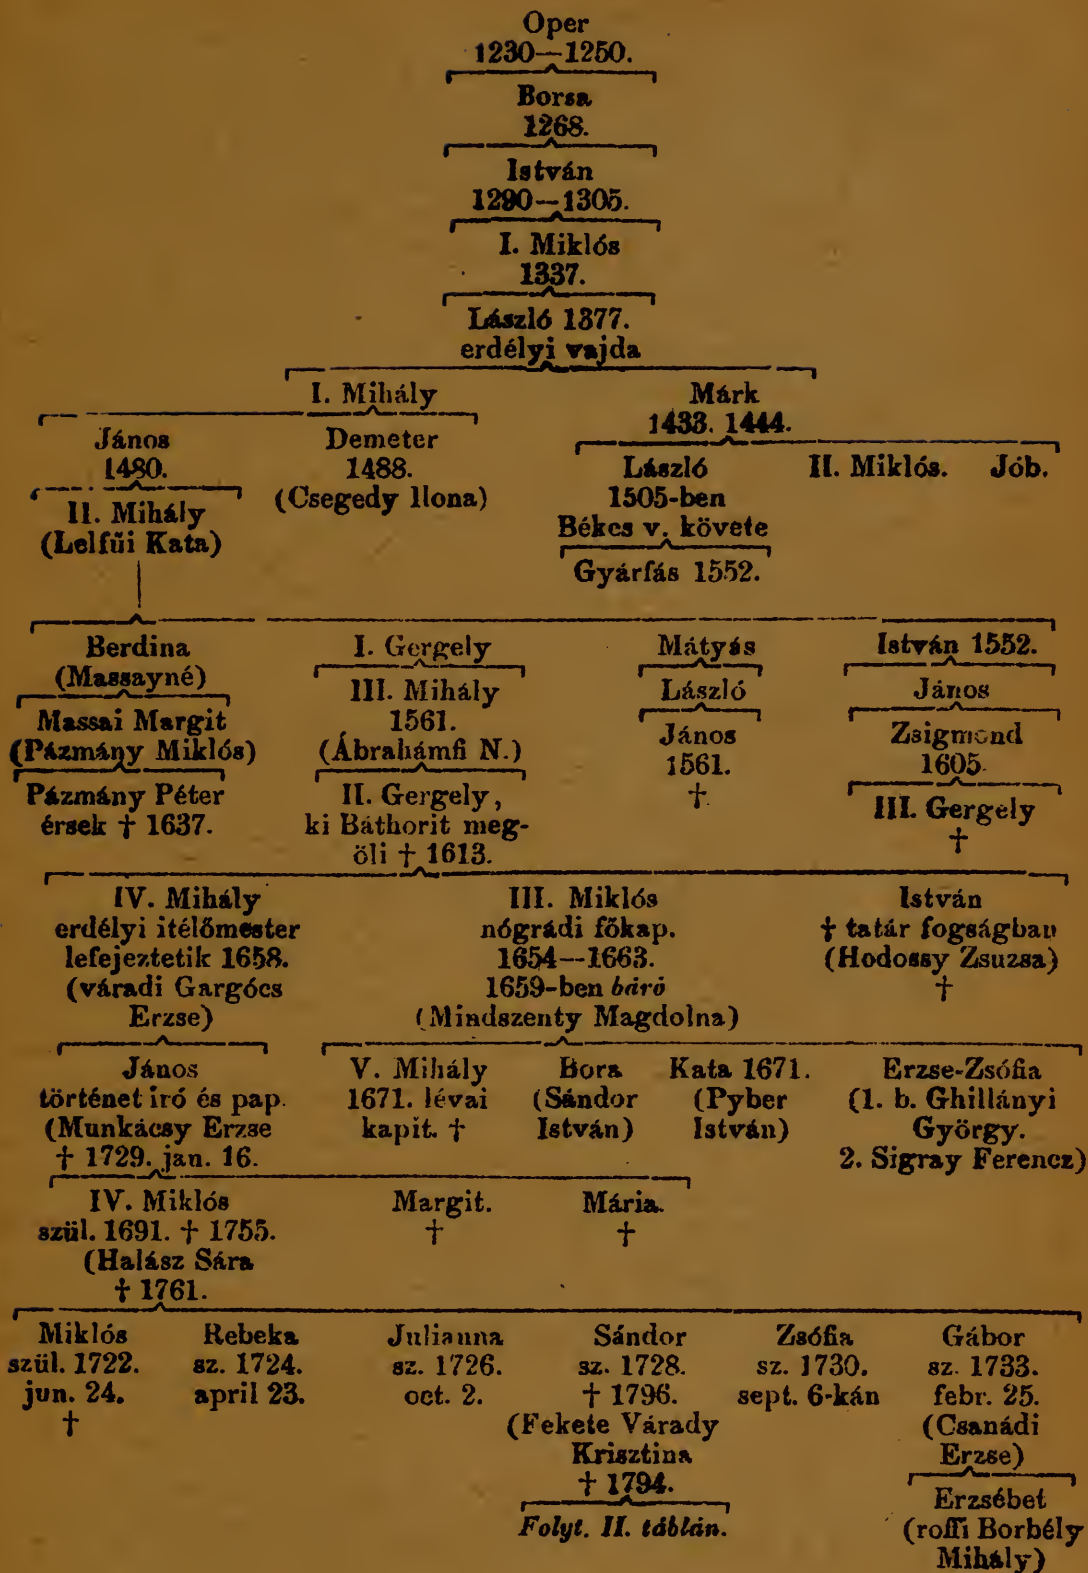 Oper
1230—1250.
Borsa
1268.
István
1290—1305.
I. Miklós
1337.
László 1377.
erdélyi vajda
I. Mihály Márk
1433. 1444.
János Demeter László II. Miklós. Jób.
1480. 1488. 1505-ben
II. Mihály (Csegedy Ilona) Békcs v. követe
(Lelfűi Kata) Gyárfás 1552.
Berdina I. Gergely Mátyás István 1552.
(Massayné) III. Mihály László János
Massai Margit 1561. János Zsigmond
(Pázmány Miklós) (Ábrahámfi N.) 1561. 1605.
Pázmány Péter II. Gergely, † III. Gergely
érsek † 1637. ki Báthorit meg- †
öli † 1613.
IV. Mihály III. Miklós István
erdélyi itélőmester nógrádi főkap. † tatár fogságban
lefejeztetik 1658. 1654—1663. (Hodossy Zsuzsa)
(váradi Gargócs 1659-ben báró †
Erzse) (Mindszenty Magdolna)
János V. Mihály Bora Kata 1671. Erzse-Zsófia
történet iró és pap. 1671. lévai (Sándor (Pyber (1. b. Ghillányi
(Munkácsy Erzse kapit. † István) István) György.
† 1729. jan. 16. 2. Sigray Ferencz)
IV. Miklós Margit. Mária.
szül. 1691. † 1755. † †
(Halász Sára
† 1761.
Miklós Rebeka Julianna Sándor Zsófia Gábor
szül. 1722. sz. 1724. sz. 1726. sz. 1728. sz. 1730. sz. 1733.
jun. 24. april 23. oct. 2. † 1796. sept. 6-kán febr. 25.
† (Fekete Várady (Csanádi
Krisztina Erzse)
† 1794. Erzsébet
Folyt. II. táblán. (roffi Borbély
Mihály)